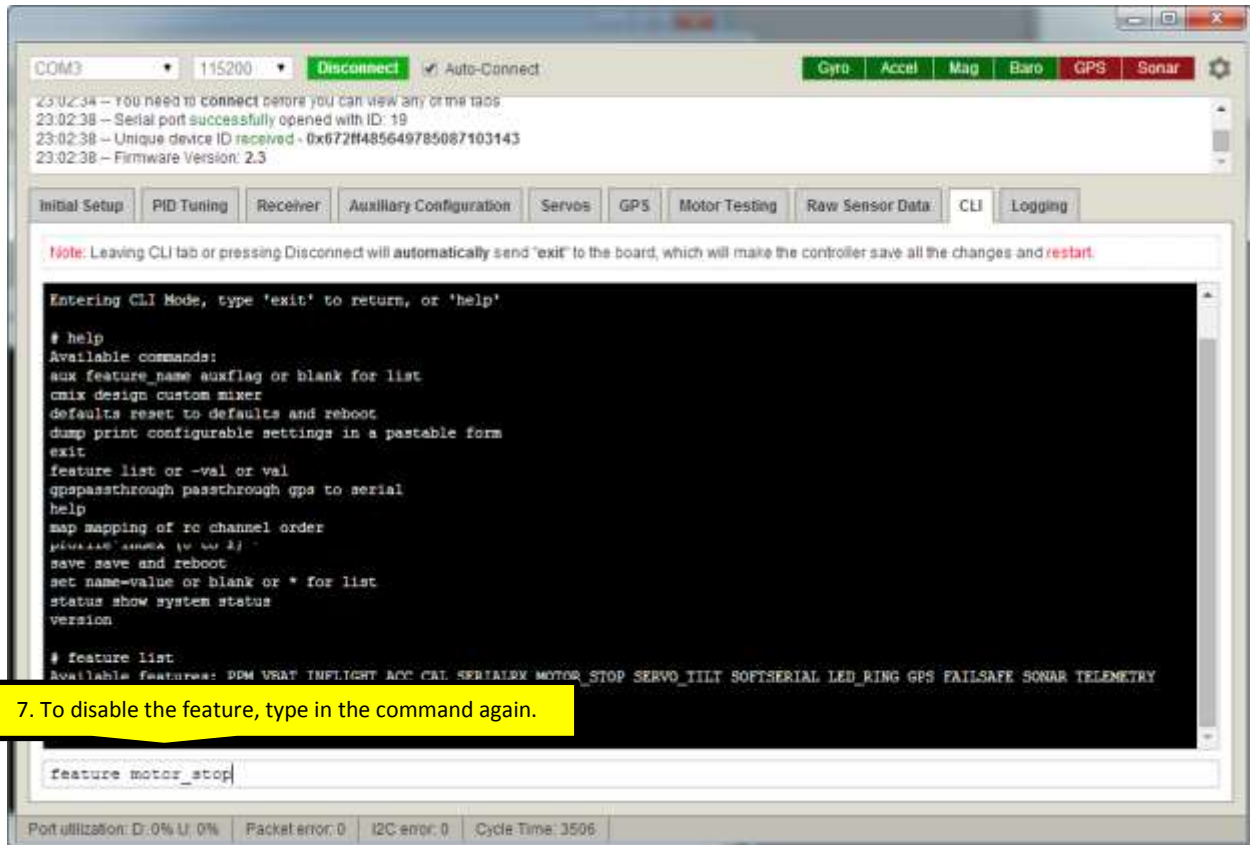 COM3 115200 Disconnect Auto-Connect Gyro Accel Mag Baro GPS Sonar
23:02:34 -- You need to connect before you can view any of the tabs
23:02:38 -- Serial port successfully opened with ID: 19
23:02:38 -- Unique device ID received - 0x672ff485649785087103143
23:02:38 -- Firmware Version: 2.3
Initial Setup PID Tuning Receiver Auxiliary Configuration Servos GPS Motor Testing Raw Sensor Data CLI Logging
Note: Leaving CLI tab or pressing Disconnect will automatically send "exit" to the board, which will make the controller save all the changes and restart.
Entering CLI Mode, type 'exit' to return, or 'help'
# help
Available commands:
aux feature_name auxflag or blank for list
cmix design custom mixer
defaults reset to defaults and reboot
dump print configurable settings in a pastable form
exit
feature list or -val or val
gpspassthrough passthrough gps to serial
help
map mapping of rc channel order
profile index (0 to 2)
save save and reboot
set name=value or blank or * for list
status show system status
version
# feature list
Available features: PPM VBAT INFLIGHT_ACC_CAL SERIALRX MOTOR_STOP SERVO_TILT SOFTSERIAL LED_RING GPS FAILSAFE SONAR TELEMETRY
7. To disable the feature, type in the command again.
feature motor_stop
Port utilization: D: 0% U: 0% Packet error: 0 I2C error: 0 Cycle Time: 3506